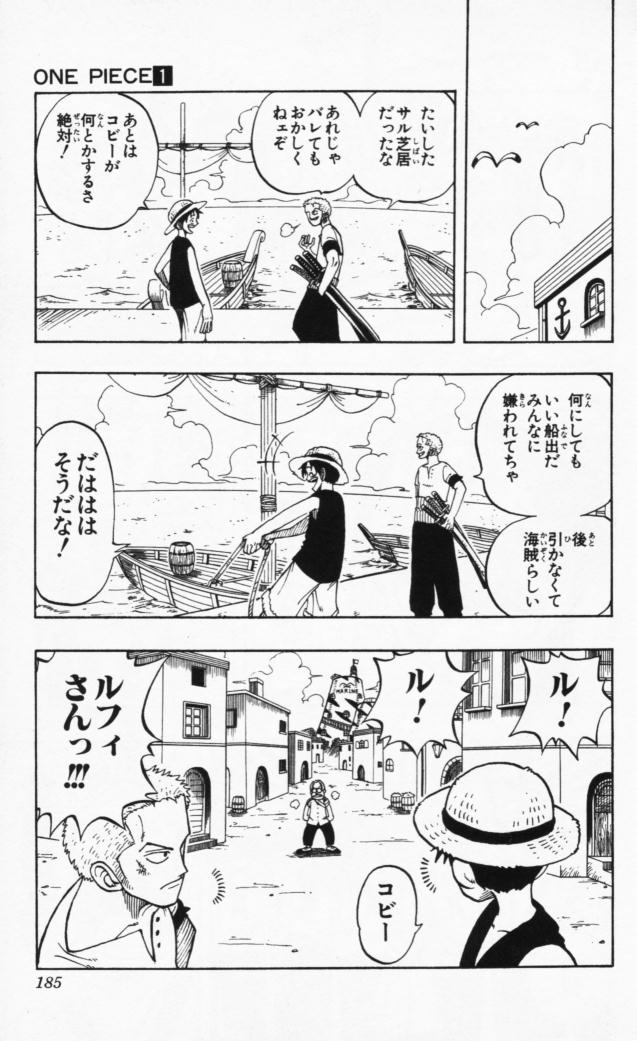 ONE PIECE 1
たいした
サル芝居
だったな
あれじゃ
バレても
おかしく
ねェぞ
あとは
コビーが
何とかするさ
絶対!
何にしても
いい船出だ
みんなに
嫌われてちゃ
後
引かなくて
海賊らしい
だははは
そうだな!
ル!
ル!
MARINE
ルフィ
さんっ!!!
コビー
185